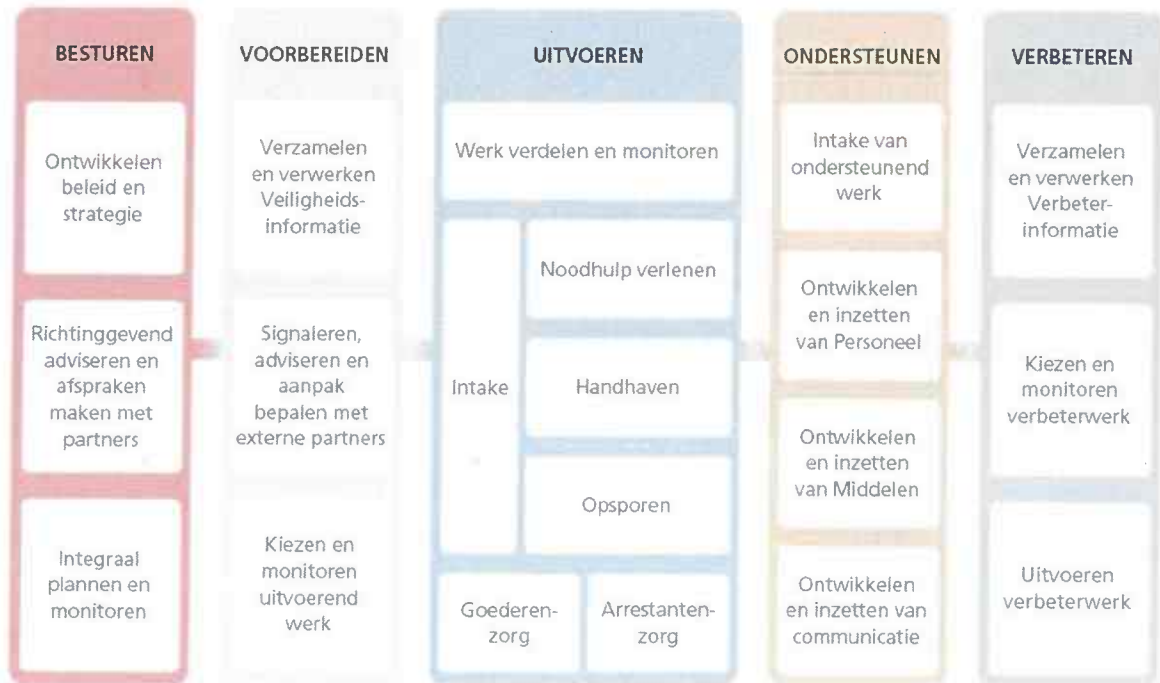 BESTUREN
Ontwikkelen
beleid en
strategie
Richtinggevend
adviseren en
afspraken
maken met
partners
Integraal
plannen en
monitoren
VOORBEREIDEN
Verzamelen
en verwerken
Veiligheids-
informatie
Signaleren,
adviseren en
aanpak
bepalen met
externe partners
Kiezen en
monitoren
uitvoerend
werk
UITVOEREN
Werk verdelen en monitoren
Intake
Noodhulp verlenen
Handhaven
Opsporen
Goederen-
zorg
Arrestanten-
zorg
ONDERSTEUNEN
Intake van
ondersteunend
werk
Ontwikkelen
en inzetten
van Personeel
Ontwikkelen
en inzetten
van Middelen
Ontwikkelen
en inzetten van
communicatie
VERBETEREN
Verzamelen
en verwerken
Verbeter-
informatie
Kiezen en
monitoren
verbeterwerk
Uitvoeren
verbeterwerk